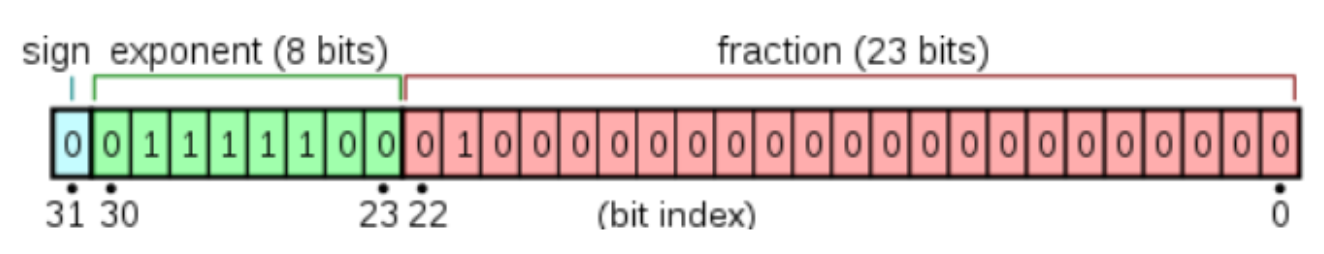 sign exponent (8 bits) fraction (23 bits)
0 0 1 1 1 1 1 0 0 0 1 0 0 0 0 0 0 0 0 0 0 0 0 0 0 0 0 0 0 0 0 0
31 30 23 22 (bit index) 0